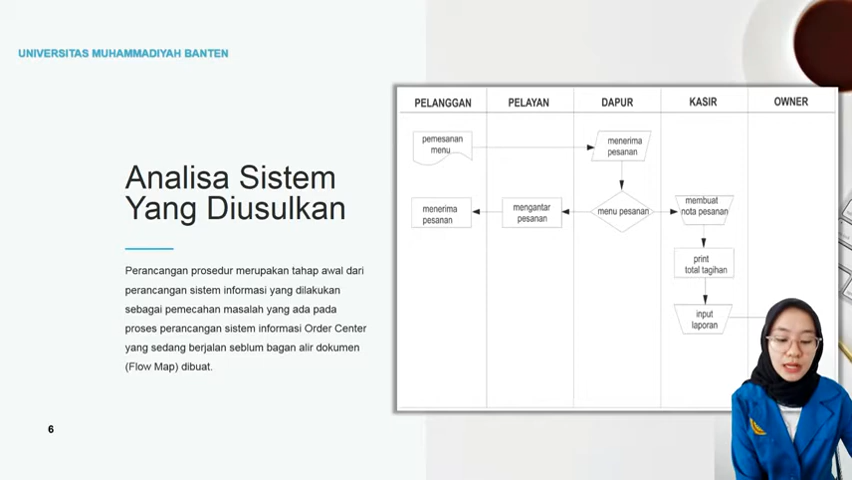 UNIVERSITAS MUHAMMADIYAH BANTEN
Analisa Sistem
Yang Diusulkan
Perancangan prosedur merupakan tahap awal dari
perancangan sistem informasi yang dilakukan
sebagai pemecahan masalah yang ada pada
proses perancangan sistem informasi Order Center
yang sedang berjalan seblum bagan alir dokumen
(Flow Map) dibuat.
6
PELANGGAN
PELAYAN
DAPUR
KASIR
OWNER
pemesanan
menu
menerima
pesanan
menerima
pesanan
mengantar
pesanan
menu pesanan
membuat
nota pesanan
print
total tagihan
input
laporan